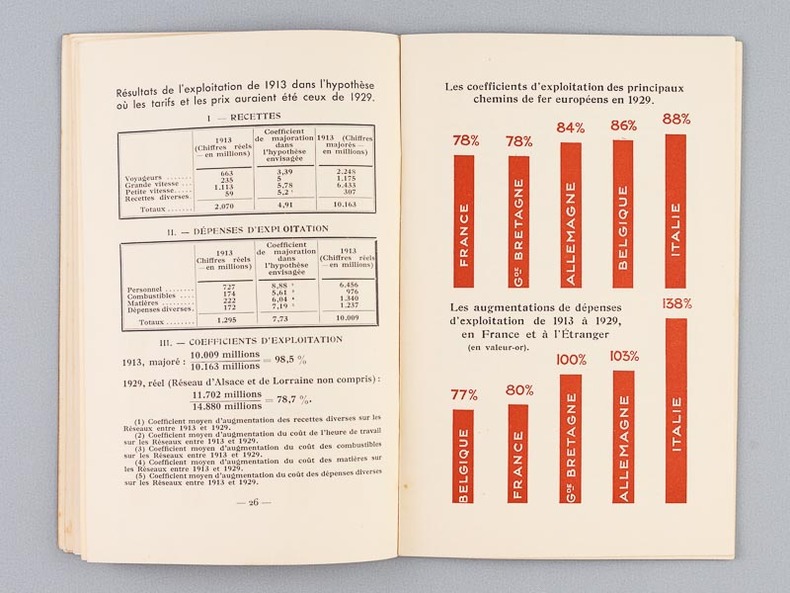 Résultats de l'exploitation de 1913 dans l'hypothèse
où les tarifs et les prix auraient été ceux de 1929.
I — RECETTES
1913 (Chiffres réels — en millions) | Coefficient de majoration dans l'hypothèse envisagée | 1913 (Chiffres majorés — en millions)
Voyageurs ....... 663 | 3,39 | 2.248
Grande vitesse ... 235 | 5 | 1.175
Petite vitesse..... 1.113 | 5,78 | 6.433
Recettes diverses. 59 | 5,2 | 307
Totaux ....... 2.070 | 4,91 | 10.163
II. — DÉPENSES D'EXPLOITATION
1913 (Chiffres réels — en millions) | Coefficient de majoration dans l'hypothèse envisagée | 1913 (Chiffres réels — en millions)
Personnel ........ 727 | 8,88 | 6.456
Combustibles .... 174 | 5,61 | 976
Matières ......... 222 | 6,04 | 1.340
Dépenses diverses. 172 | 7,19 | 1.237
Totaux ........ 1.295 | 7,73 | 10.009
III. — COEFFICIENTS D'EXPLOITATION
1913, majoré : 10.009 millions / 10.163 millions = 98,5 %
1929, réel (Réseau d'Alsace et de Lorraine non compris) :
11.702 millions / 14.880 millions = 78,7 %.
(1) Coefficient moyen d'augmentation des recettes diverses sur les
Réseaux entre 1913 et 1929.
(2) Coefficient moyen d'augmentation du coût de l'heure de travail
sur les Réseaux entre 1913 et 1929.
(3) Coefficient moyen d'augmentation du coût des combustibles
sur les Réseaux entre 1913 et 1929.
(4) Coefficient moyen d'augmentation du coût des matières sur
les Réseaux entre 1913 et 1929.
(5) Coefficient moyen d'augmentation du coût des dépenses diverses
sur les Réseaux entre 1913 et 1929.
— 26 —
Les coefficients d'exploitation des principaux
chemins de fer européens en 1929.
78% 78% 84% 86% 88%
FRANCE
Gde BRETAGNE
ALLEMAGNE
BELGIQUE
ITALIE
Les augmentations de dépenses
d'exploitation de 1913 à 1929,
en France et à l'Étranger
(en valeur-or).
77% 80% 100% 103% 138%
BELGIQUE
FRANCE
Gde BRETAGNE
ALLEMAGNE
ITALIE